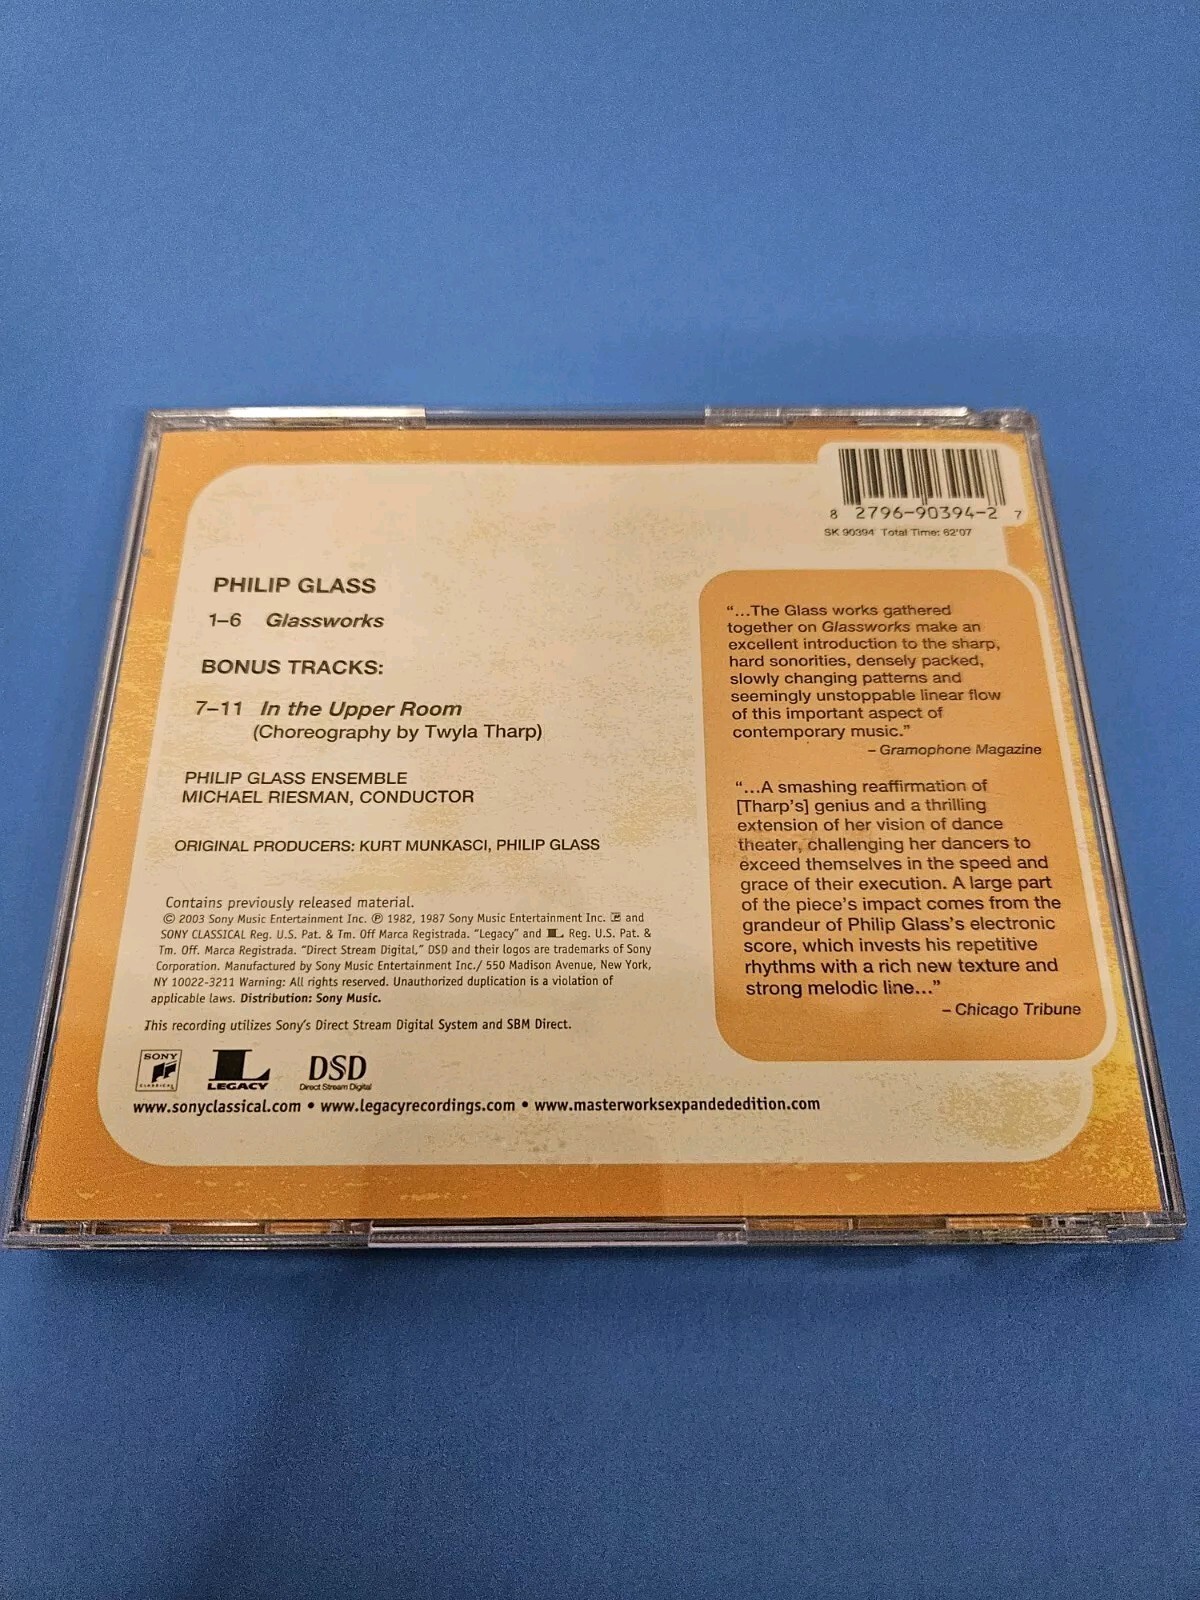 8 2796-90394-2 7
SK 90394 Total Time: 62'07
PHILIP GLASS
1–6 Glassworks
BONUS TRACKS:
7–11 In the Upper Room
(Choreography by Twyla Tharp)
PHILIP GLASS ENSEMBLE
MICHAEL RIESMAN, CONDUCTOR
ORIGINAL PRODUCERS: KURT MUNKASCI, PHILIP GLASS
Contains previously released material.
© 2003 Sony Music Entertainment Inc. ℗ 1982, 1987 Sony Music Entertainment Inc. and
SONY CLASSICAL Reg. U.S. Pat. & Tm. Off Marca Registrada. "Legacy" and L Reg. U.S. Pat. &
Tm. Off. Marca Registrada. "Direct Stream Digital," DSD and their logos are trademarks of Sony
Corporation. Manufactured by Sony Music Entertainment Inc./ 550 Madison Avenue, New York,
NY 10022-3211 Warning: All rights reserved. Unauthorized duplication is a violation of
applicable laws. Distribution: Sony Music.
This recording utilizes Sony's Direct Stream Digital System and SBM Direct.
SONY
CLASSICAL
L
LEGACY
DSD
Direct Stream Digital
www.sonyclassical.com • www.legacyrecordings.com • www.masterworksexpandededition.com
"...The Glass works gathered
together on Glassworks make an
excellent introduction to the sharp,
hard sonorities, densely packed,
slowly changing patterns and
seemingly unstoppable linear flow
of this important aspect of
contemporary music."
– Gramophone Magazine
"...A smashing reaffirmation of
[Tharp's] genius and a thrilling
extension of her vision of dance
theater, challenging her dancers to
exceed themselves in the speed and
grace of their execution. A large part
of the piece's impact comes from the
grandeur of Philip Glass's electronic
score, which invests his repetitive
rhythms with a rich new texture and
strong melodic line..."
– Chicago Tribune